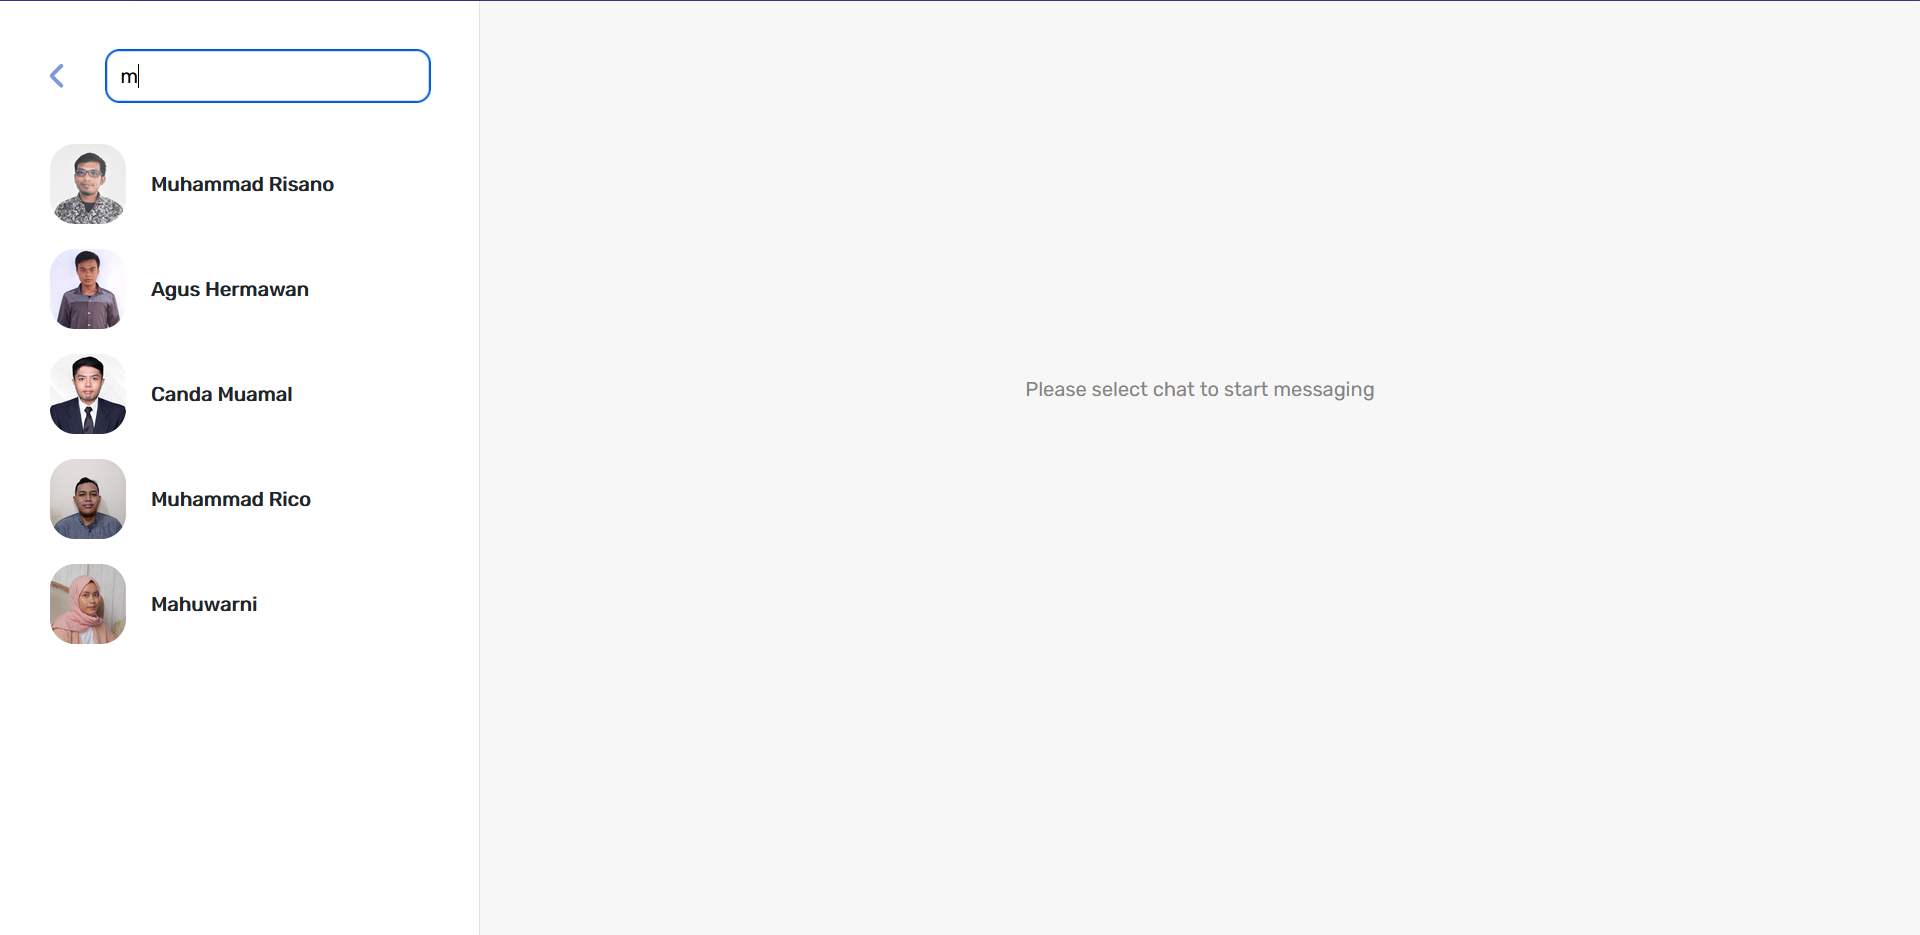 m
Muhammad Risano
Agus Hermawan
Canda Muamal
Muhammad Rico
Mahuwarni
Please select chat to start messaging